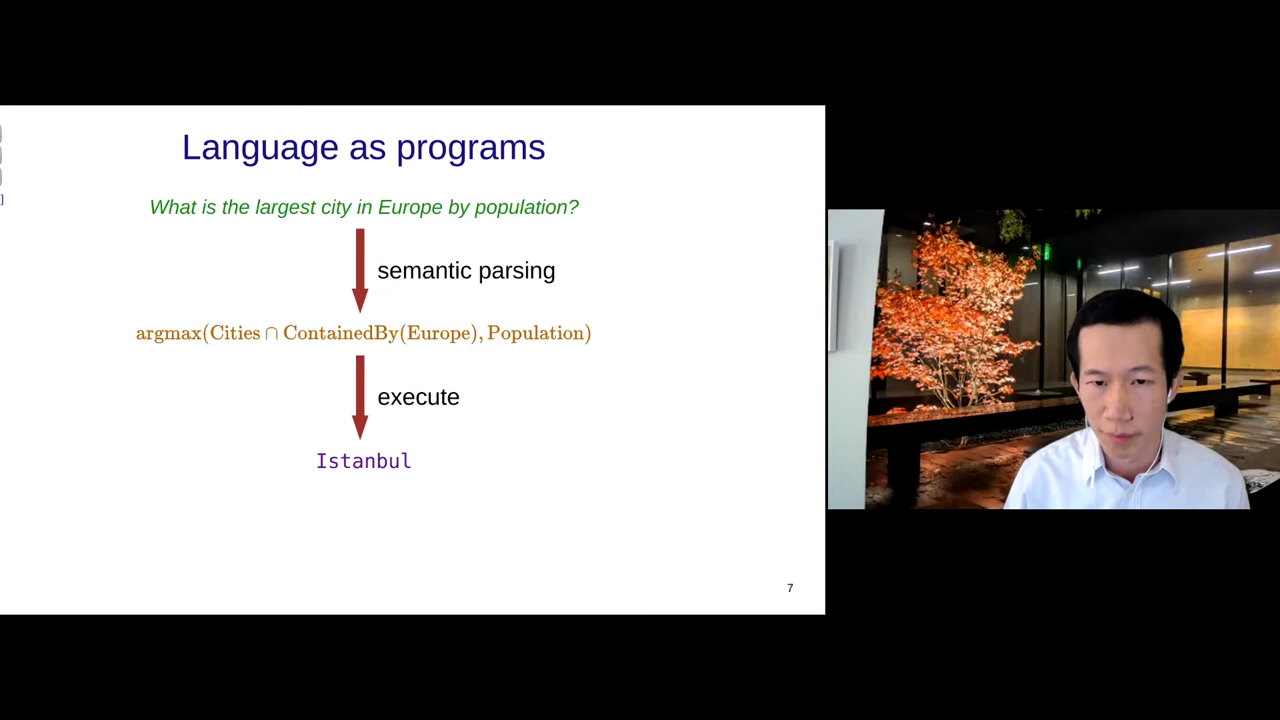 Language as programs
]
What is the largest city in Europe by population?
semantic parsing
argmax(Cities ∩ ContainedBy(Europe), Population)
execute
Istanbul
7